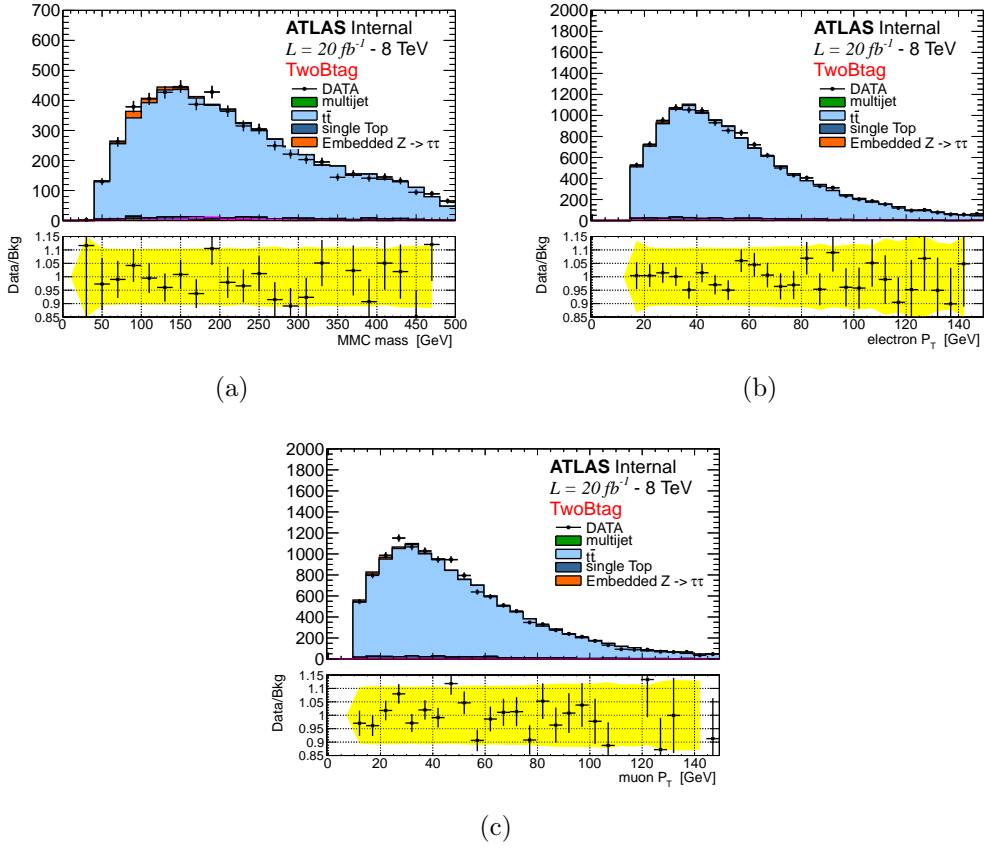 700
600
500
400
300
200
100
0
ATLAS Internal
L = 20 fb⁻¹ - 8 TeV
TwoBtag
DATA
multijet
tt̄
single Top
Embedded Z -> ττ
Data/Bkg
1.15
1.1
1.05
1
0.95
0.9
0.85
0 50 100 150 200 250 300 350 400 450 500
MMC mass [GeV]
(a)
2000
1800
1600
1400
1200
1000
800
600
400
200
0
ATLAS Internal
L = 20 fb⁻¹ - 8 TeV
TwoBtag
DATA
multijet
tt̄
single Top
Embedded Z -> ττ
Data/Bkg
1.15
1.1
1.05
1
0.95
0.9
0.85
0 20 40 60 80 100 120 140
electron P_T [GeV]
(b)
2000
1800
1600
1400
1200
1000
800
600
400
200
0
ATLAS Internal
L = 20 fb⁻¹ - 8 TeV
TwoBtag
DATA
multijet
tt̄
single Top
Embedded Z -> ττ
Data/Bkg
1.15
1.1
1.05
1
0.95
0.9
0.85
0 20 40 60 80 100 120 140
muon P_T [GeV]
(c)